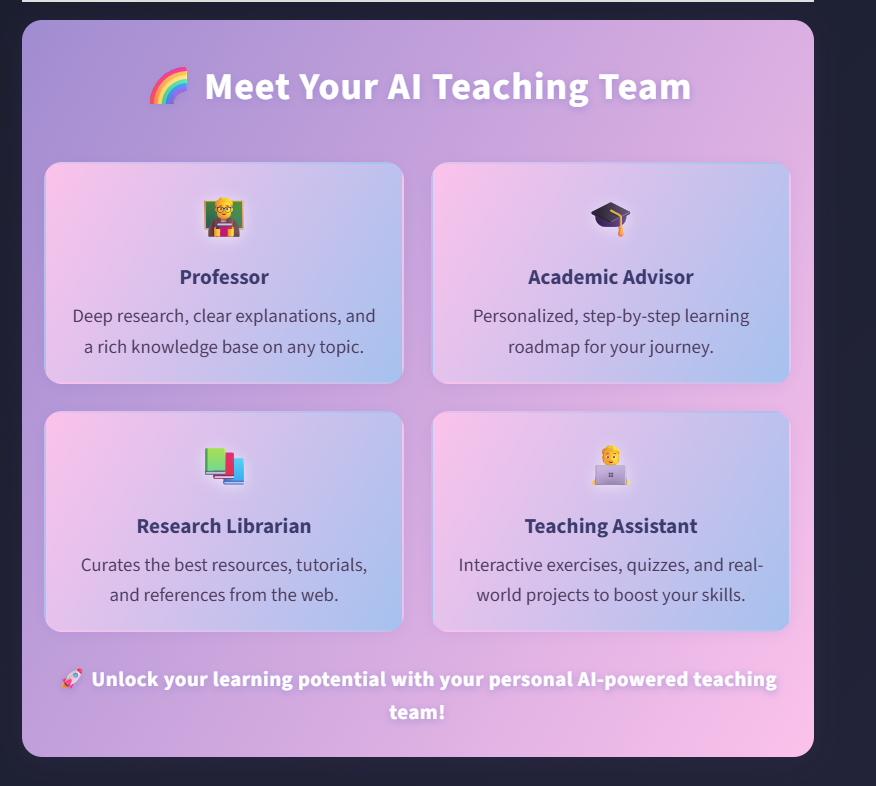 🌈 Meet Your AI Teaching Team
Professor
Deep research, clear explanations, and
a rich knowledge base on any topic.
Academic Advisor
Personalized, step-by-step learning
roadmap for your journey.
Research Librarian
Curates the best resources, tutorials,
and references from the web.
Teaching Assistant
Interactive exercises, quizzes, and real-
world projects to boost your skills.
🚀 Unlock your learning potential with your personal AI-powered teaching
team!